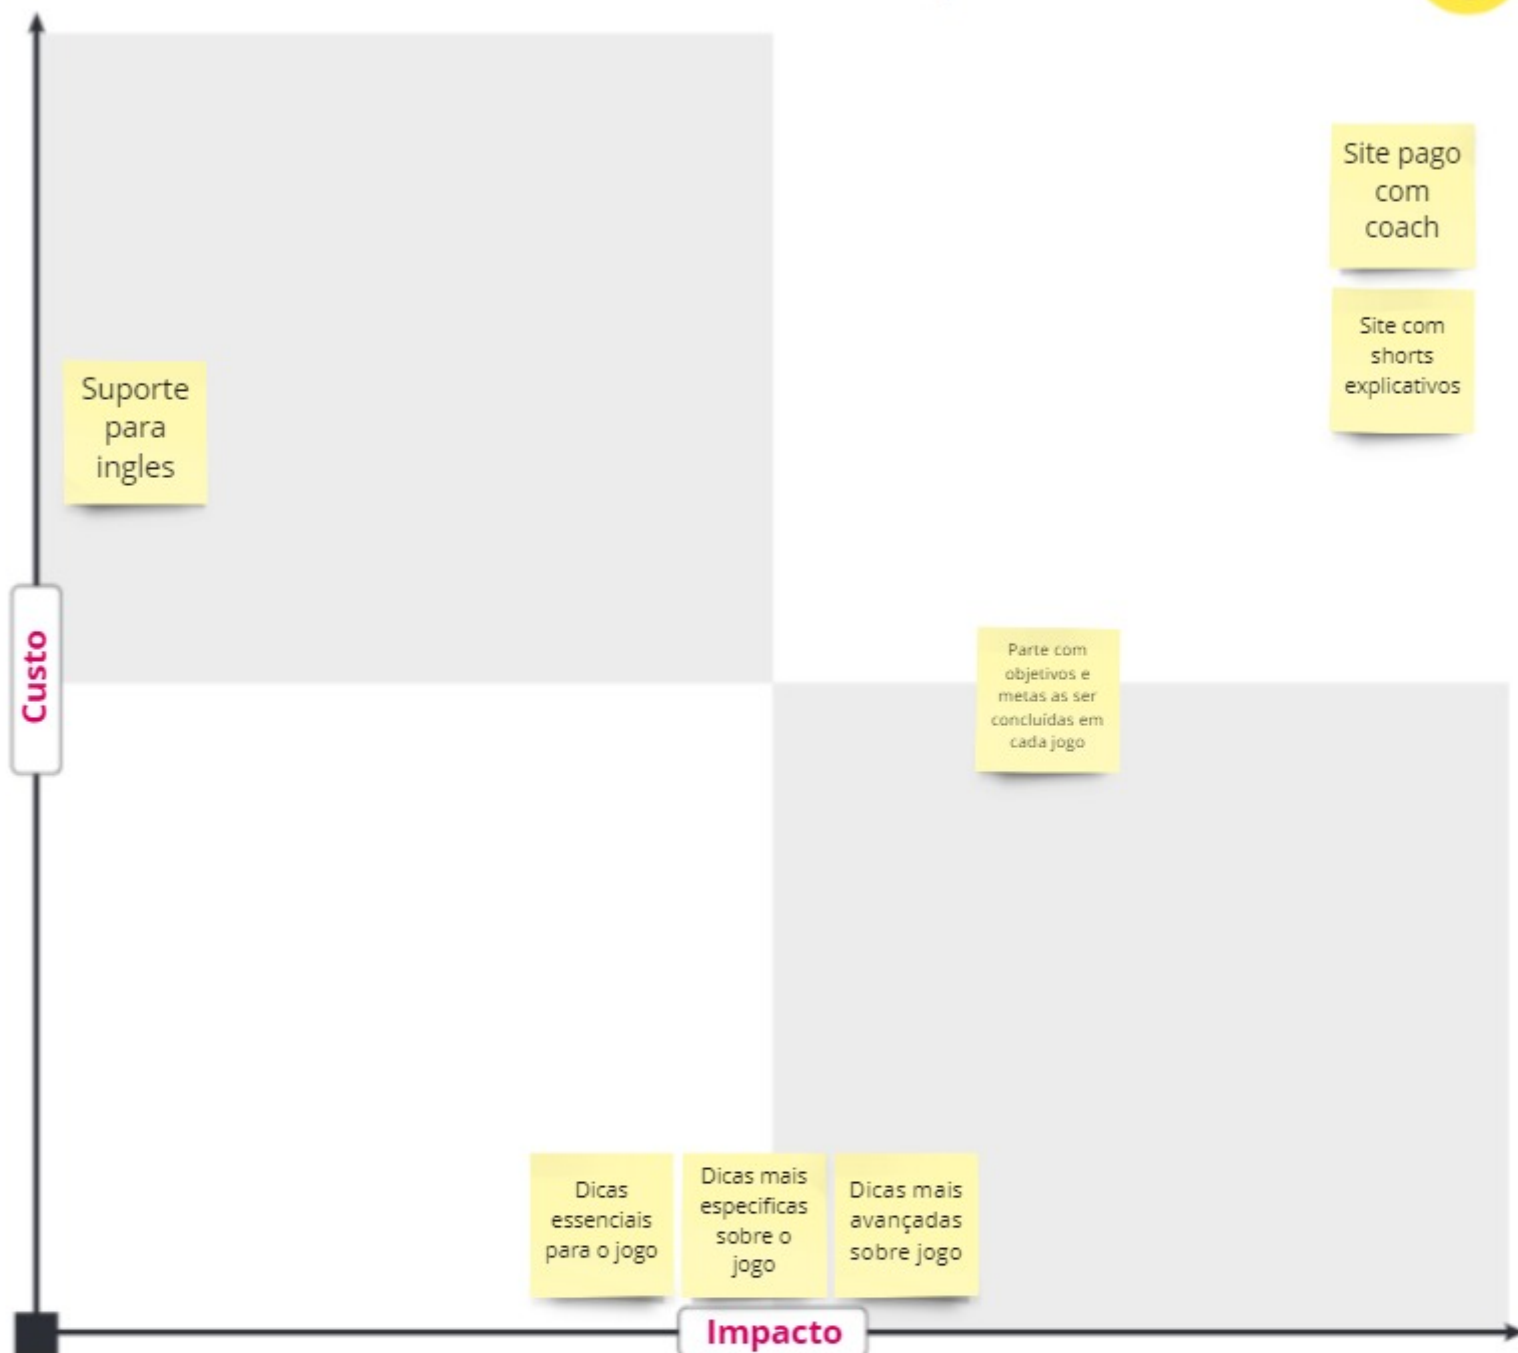 Site pago
com
coach
Site com
shorts
explicativos
Suporte
para
ingles
Custo
Parte com
objetivos e
metas as ser
concluídas em
cada jogo
Dicas
essenciais
para o jogo
Dicas mais
especificas
sobre o
jogo
Dicas mais
avançadas
sobre jogo
Impacto